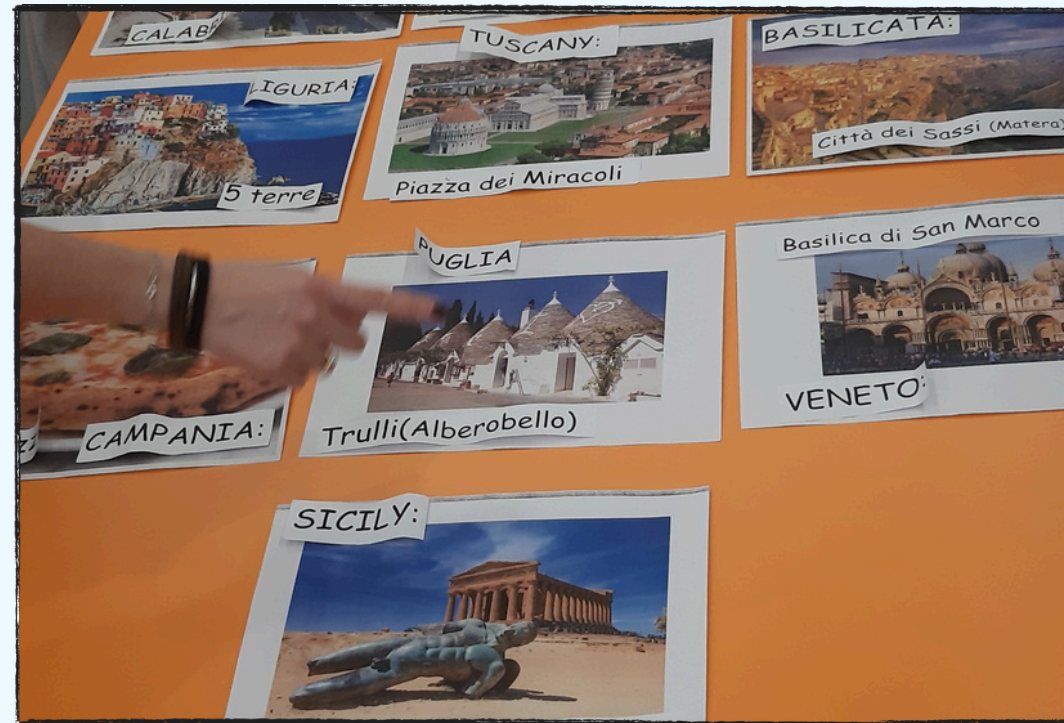 TUSCANY:
BASILICATA:
LIGURIA:
Città dei Sassi (Matera)
5 terre
Piazza dei Miracoli
PUGLIA
Basilica di San Marco
Trulli(Alberobello)
VENETO:
CAMPANIA:
SICILY: